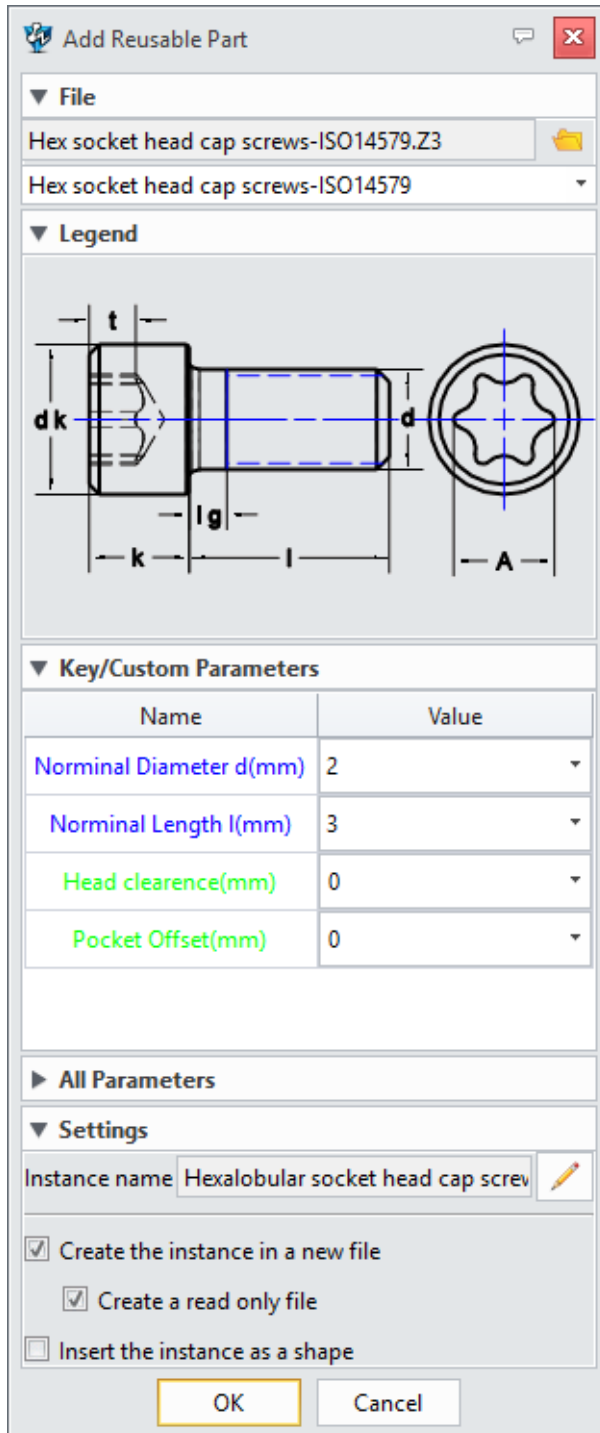 Add Reusable Part
File
Hex socket head cap screws-ISO14579.Z3
Hex socket head cap screws-ISO14579
Legend
t
dk
d
lg
k
l
A
Key/Custom Parameters
Name Value
Norminal Diameter d(mm) 2
Norminal Length l(mm) 3
Head clearence(mm) 0
Pocket Offset(mm) 0
All Parameters
Settings
Instance name Hexalobular socket head cap screw
Create the instance in a new file
Create a read only file
Insert the instance as a shape
OK Cancel